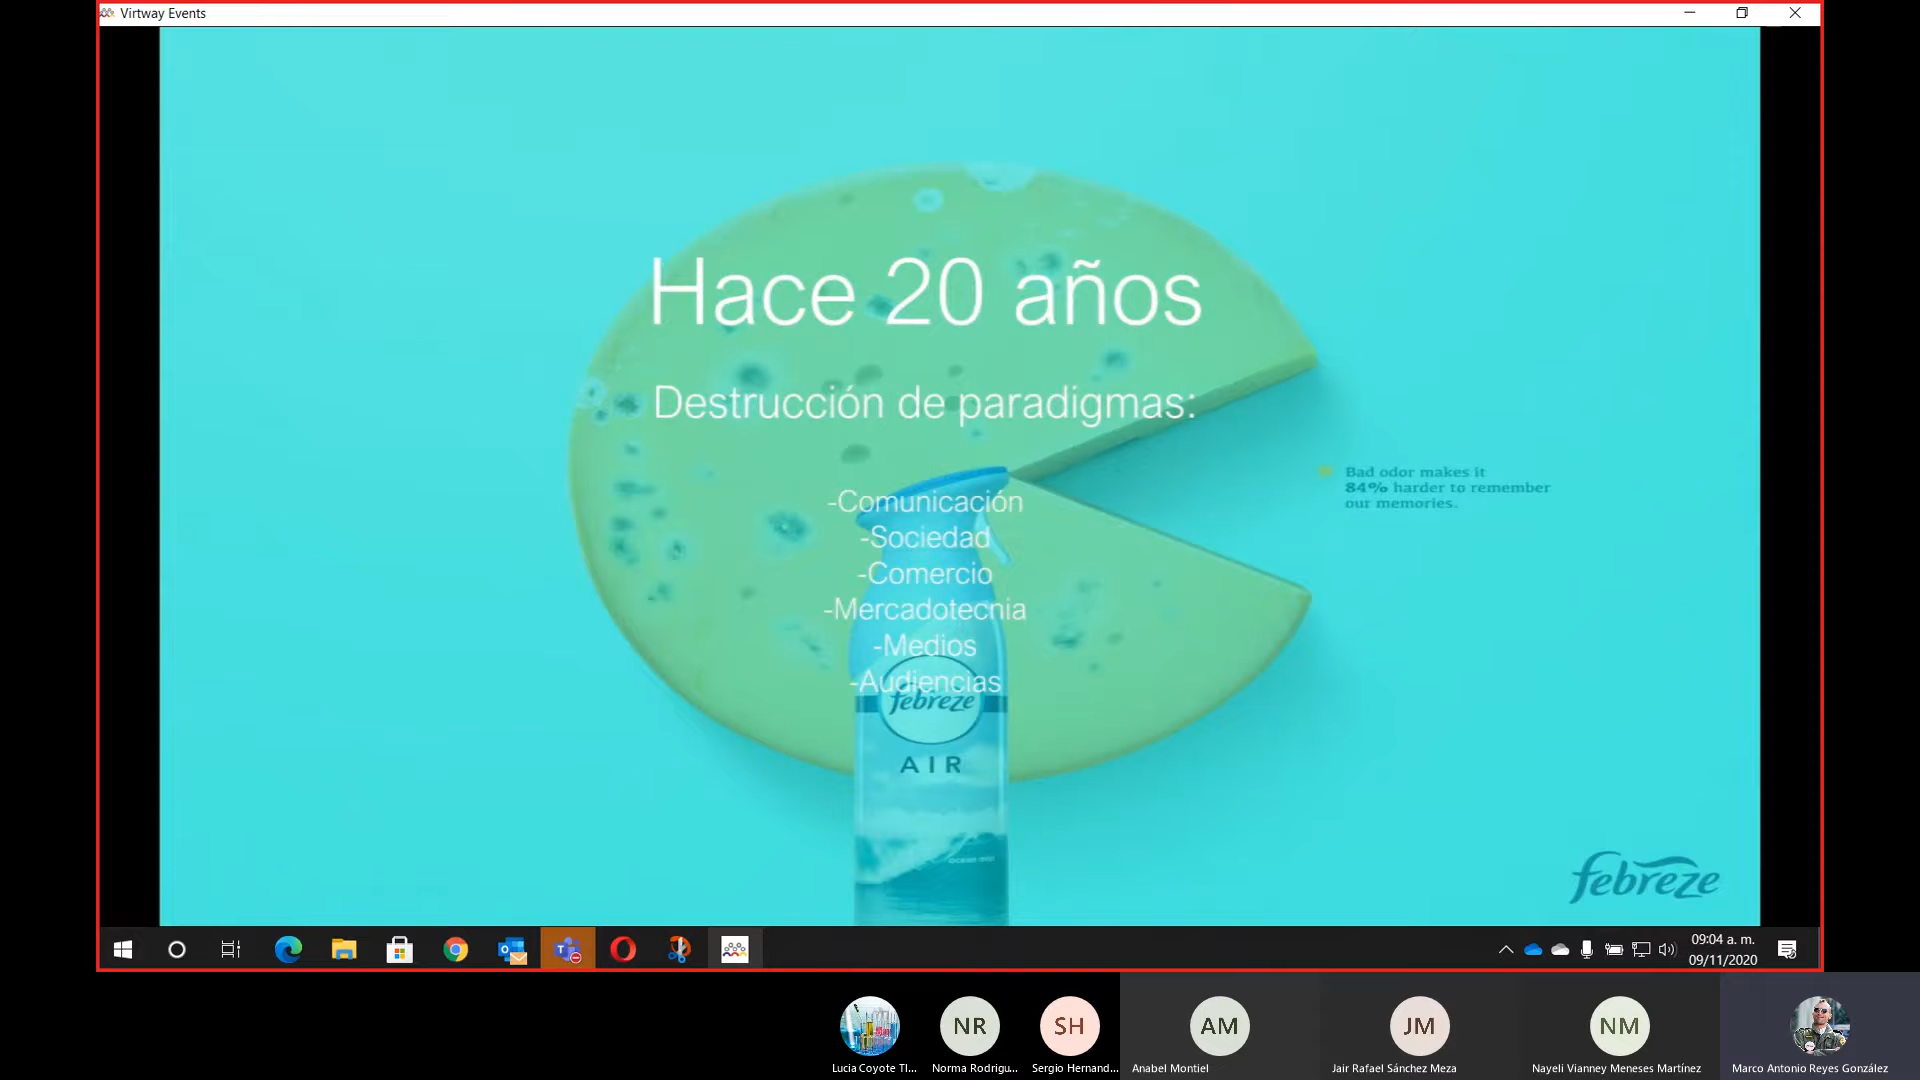 Virtway Events
Hace 20 años
Destrucción de paradigmas:
-Comunicación
-Sociedad
-Comercio
-Mercadotecnia
-Medios
-Audiencias
febreze
AIR
ocean mist
Bad odor makes it
84% harder to remember
our memories.
febreze
09:04 a. m.
09/11/2020
NR
SH
AM
JM
NM
Lucia Coyote Tl...
Norma Rodrigu...
Sergio Hernand...
Anabel Montiel
Jair Rafael Sánchez Meza
Nayeli Vianney Meneses Martínez
Marco Antonio Reyes González